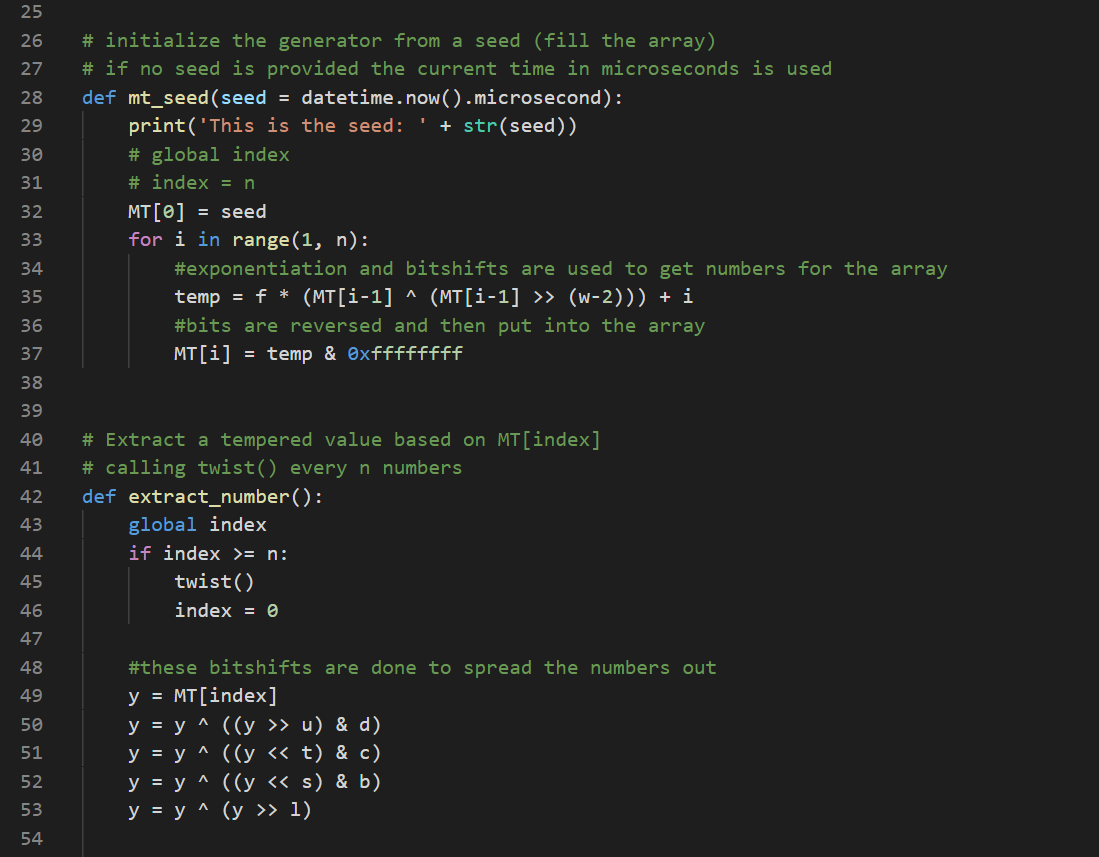 25
26 # initialize the generator from a seed (fill the array)
27 # if no seed is provided the current time in microseconds is used
28 def mt_seed(seed = datetime.now().microsecond):
29     print('This is the seed: ' + str(seed))
30     # global index
31     # index = n
32     MT[0] = seed
33     for i in range(1, n):
34         #exponentiation and bitshifts are used to get numbers for the array
35         temp = f * (MT[i-1] ^ (MT[i-1] >> (w-2))) + i
36         #bits are reversed and then put into the array
37         MT[i] = temp & 0xffffffff
38
39
40 # Extract a tempered value based on MT[index]
41 # calling twist() every n numbers
42 def extract_number():
43     global index
44     if index >= n:
45         twist()
46         index = 0
47
48     #these bitshifts are done to spread the numbers out
49     y = MT[index]
50     y = y ^ ((y >> u) & d)
51     y = y ^ ((y << t) & c)
52     y = y ^ ((y << s) & b)
53     y = y ^ (y >> l)
54